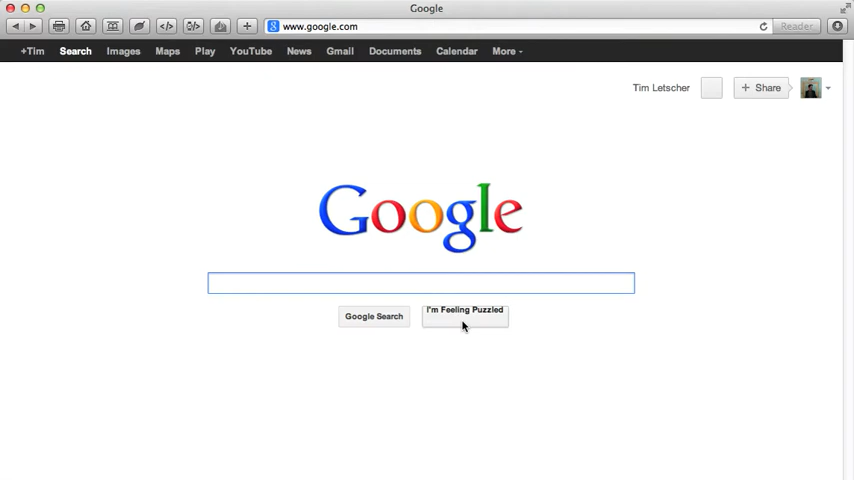 Google
www.google.com
Reader
+Tim Search Images Maps Play YouTube News Gmail Documents Calendar More
Tim Letscher
+ Share
Google
Google Search
I'm Feeling Puzzled